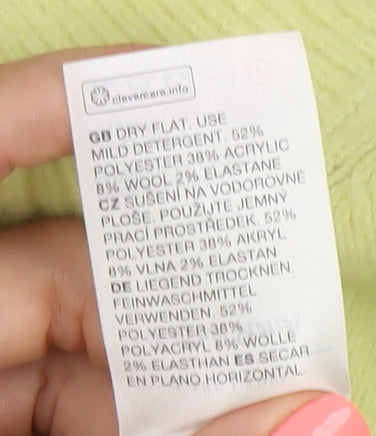 clevercare.info
GB DRY FLAT. USE
MILD DETERGENT. 52%
POLYESTER 38% ACRYLIC
8% WOOL 2% ELASTANE
CZ SUŠENÍ NA VODOROVNÉ
PLOŠE. POUŽIJTE JEMNÝ
PRACÍ PROSTŘEDEK. 52%
POLYESTER 38% AKRYL
8% VLNA 2% ELASTAN
DE LIEGEND TROCKNEN.
FEINWASCHMITTEL
VERWENDEN. 52%
POLYESTER 38%
POLYACRYL 8% WOLLE
2% ELASTHAN ES SECAR
EN PLANO HORIZONTAL.